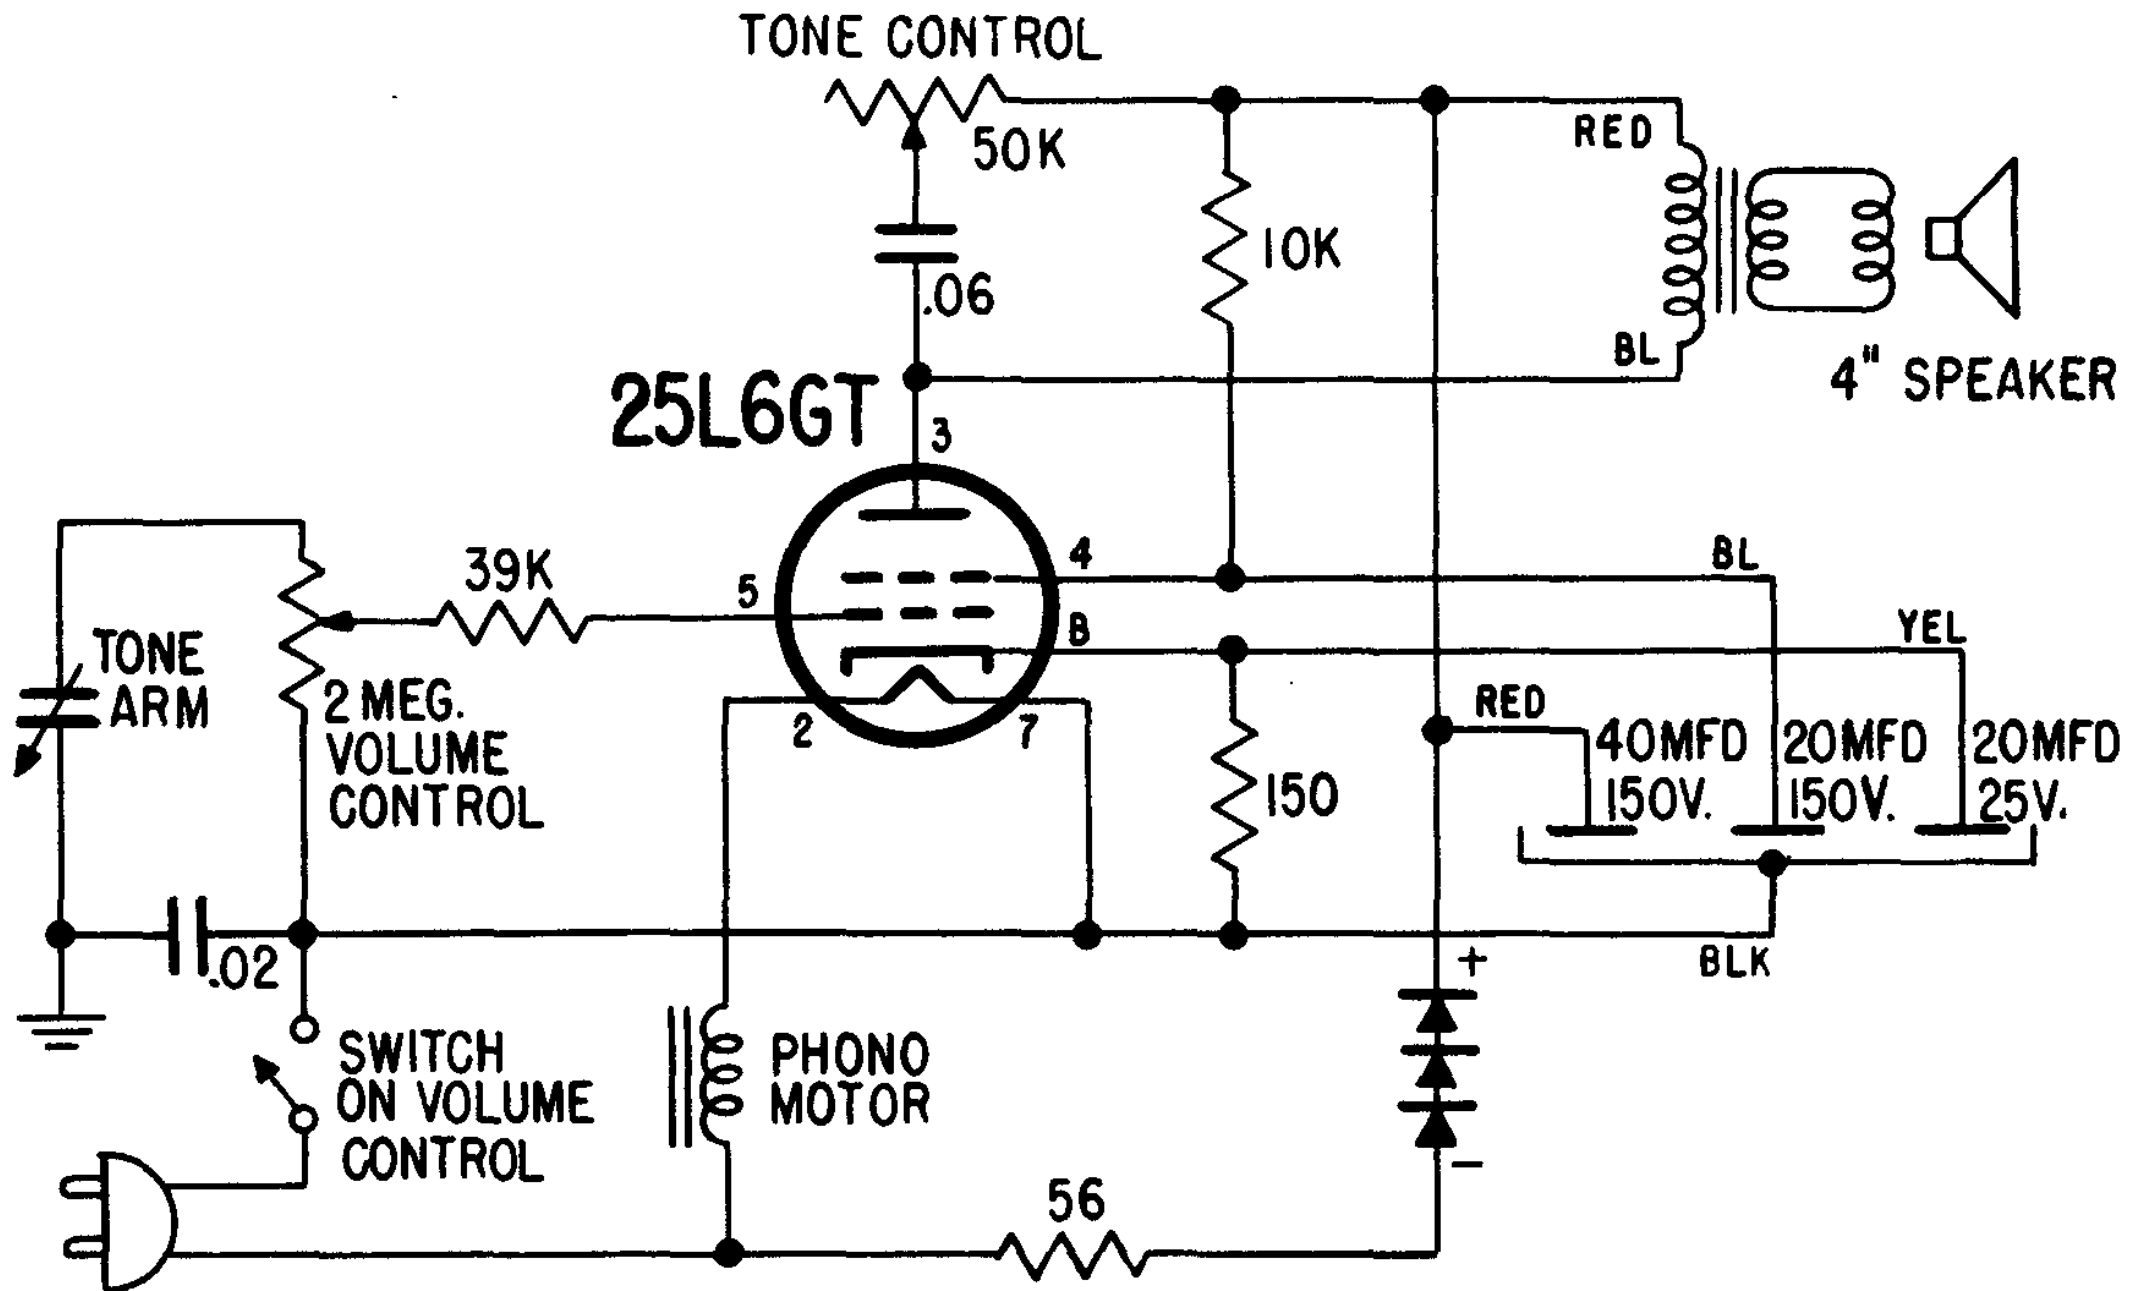 TONE CONTROL
50K
RED
10K
.06
BL
4" SPEAKER
25L6GT
3
39K
4
BL
5
8
YEL
TONE
ARM
2 MEG.
VOLUME
CONTROL
2
7
RED
40MFD
150V.
20MFD
150V.
20MFD
25V.
150
.02
BLK
+
SWITCH
ON VOLUME
CONTROL
PHONO
MOTOR
-
56